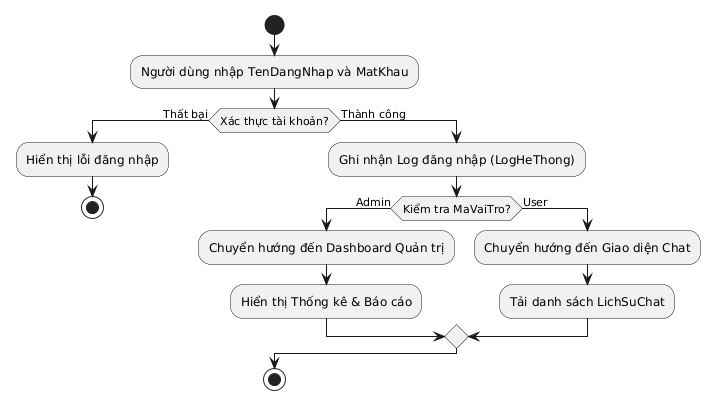 Người dùng nhập TenDangNhap và MatKhau
Thất bại
Xác thực tài khoản?
Thành công
Hiển thị lỗi đăng nhập
Ghi nhận Log đăng nhập (LogHeThong)
Admin
Kiểm tra MaVaiTro?
User
Chuyển hướng đến Dashboard Quản trị
Chuyển hướng đến Giao diện Chat
Hiển thị Thống kê & Báo cáo
Tải danh sách LichSuChat